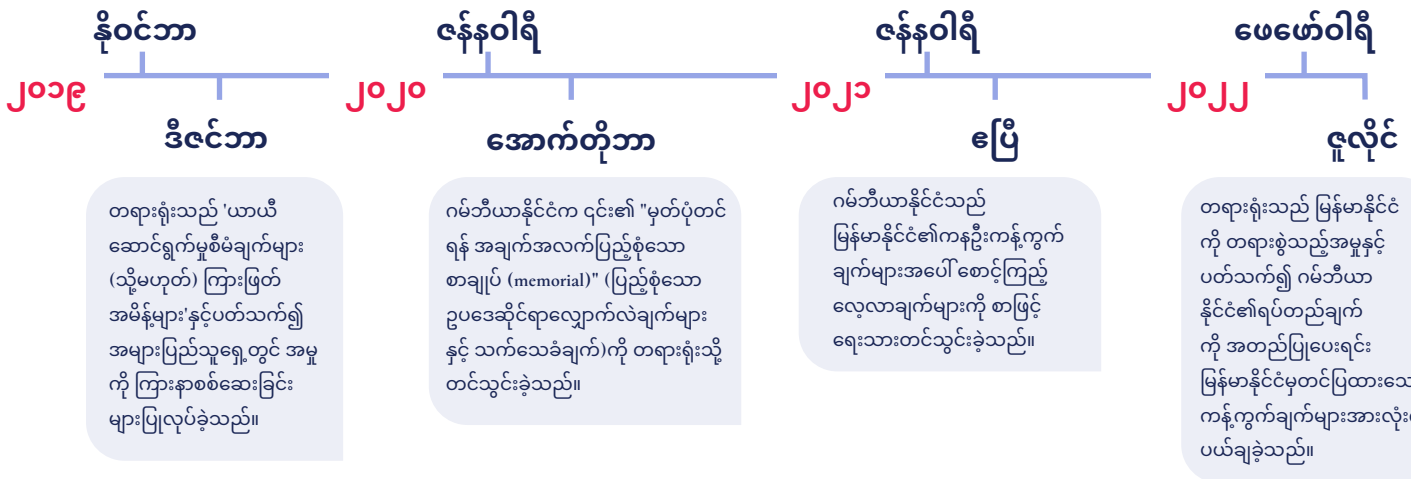 နိုဝင်ဘာ
၂၀၁၉
ဒီဇင်ဘာ
တရားရုံးသည် 'ယာယီ
ဆောင်ရွက်မှုစီမံချက်များ
(သို့မဟုတ်) ကြားဖြတ်
အမိန့်များ'နှင့်ပတ်သက်၍
အများပြည်သူရှေ့တွင် အမှု
ကို ကြားနာစစ်ဆေးခြင်း
များပြုလုပ်ခဲ့သည်။
ဇန်နဝါရီ
၂၀၂၀
အောက်တိုဘာ
ဂမ်ဘီယာနိုင်ငံက ၎င်း၏ "မှတ်ပုံတင်
ရန် အချက်အလက်ပြည့်စုံသော
စာချုပ် (memorial)" (ပြည့်စုံသော
ဥပဒေဆိုင်ရာလျှောက်လဲချက်များ
နှင့် သက်သေခံချက်)ကို တရားရုံးသို့
တင်သွင်းခဲ့သည်။
ဇန်နဝါရီ
၂၀၂၁
ဧပြီ
ဂမ်ဘီယာနိုင်ငံသည်
မြန်မာနိုင်ငံ၏ကနဦးကန့်ကွက်
ချက်များအပေါ် စောင့်ကြည့်
လေ့လာချက်များကို စာဖြင့်
ရေးသားတင်သွင်းခဲ့သည်။
ဖေဖော်ဝါရီ
၂၀၂၂
ဇူလိုင်
တရားရုံးသည် မြန်မာနိုင်ငံ
ကို တရားစွဲသည့်အမှုနှင့်
ပတ်သက်၍ ဂမ်ဘီယာ
နိုင်ငံ၏ရပ်တည်ချက်
ကို အတည်ပြုပေးရင်း
မြန်မာနိုင်ငံမှတင်ပြထားသော
ကန့်ကွက်ချက်များအားလုံး
ပယ်ချခဲ့သည်။